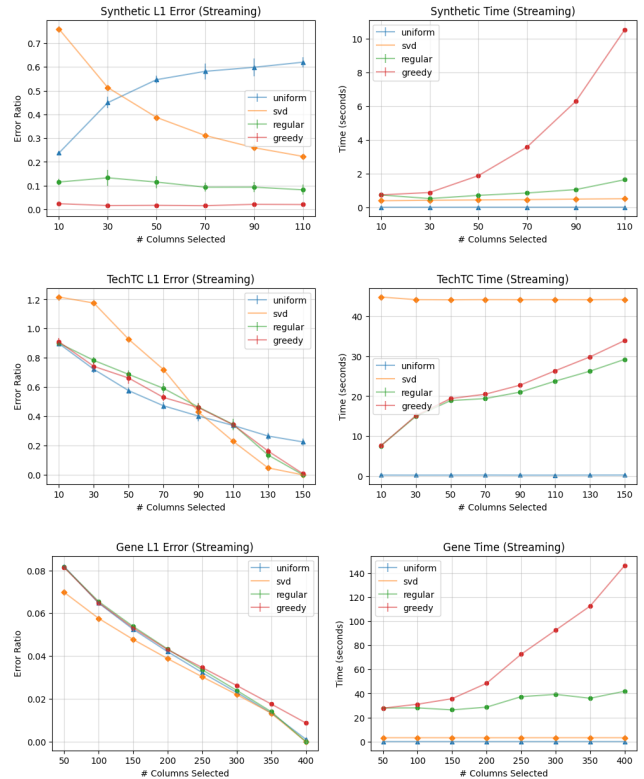 Synthetic L1 Error (Streaming)
0.7
0.6
0.5
0.4
0.3
0.2
0.1
0.0
Error Ratio
uniform
svd
regular
greedy
10 30 50 70 90 110
# Columns Selected
Synthetic Time (Streaming)
10
8
6
4
2
0
Time (seconds)
uniform
svd
regular
greedy
10 30 50 70 90 110
# Columns Selected
TechTC L1 Error (Streaming)
1.2
1.0
0.8
0.6
0.4
0.2
0.0
Error Ratio
uniform
svd
regular
greedy
10 30 50 70 90 110 130 150
# Columns Selected
TechTC Time (Streaming)
40
30
20
10
0
Time (seconds)
uniform
svd
regular
greedy
10 30 50 70 90 110 130 150
# Columns Selected
Gene L1 Error (Streaming)
0.08
0.06
0.04
0.02
0.00
Error Ratio
uniform
svd
regular
greedy
50 100 150 200 250 300 350 400
# Columns Selected
Gene Time (Streaming)
140
120
100
80
60
40
20
0
Time (seconds)
uniform
svd
regular
greedy
50 100 150 200 250 300 350 400
# Columns Selected